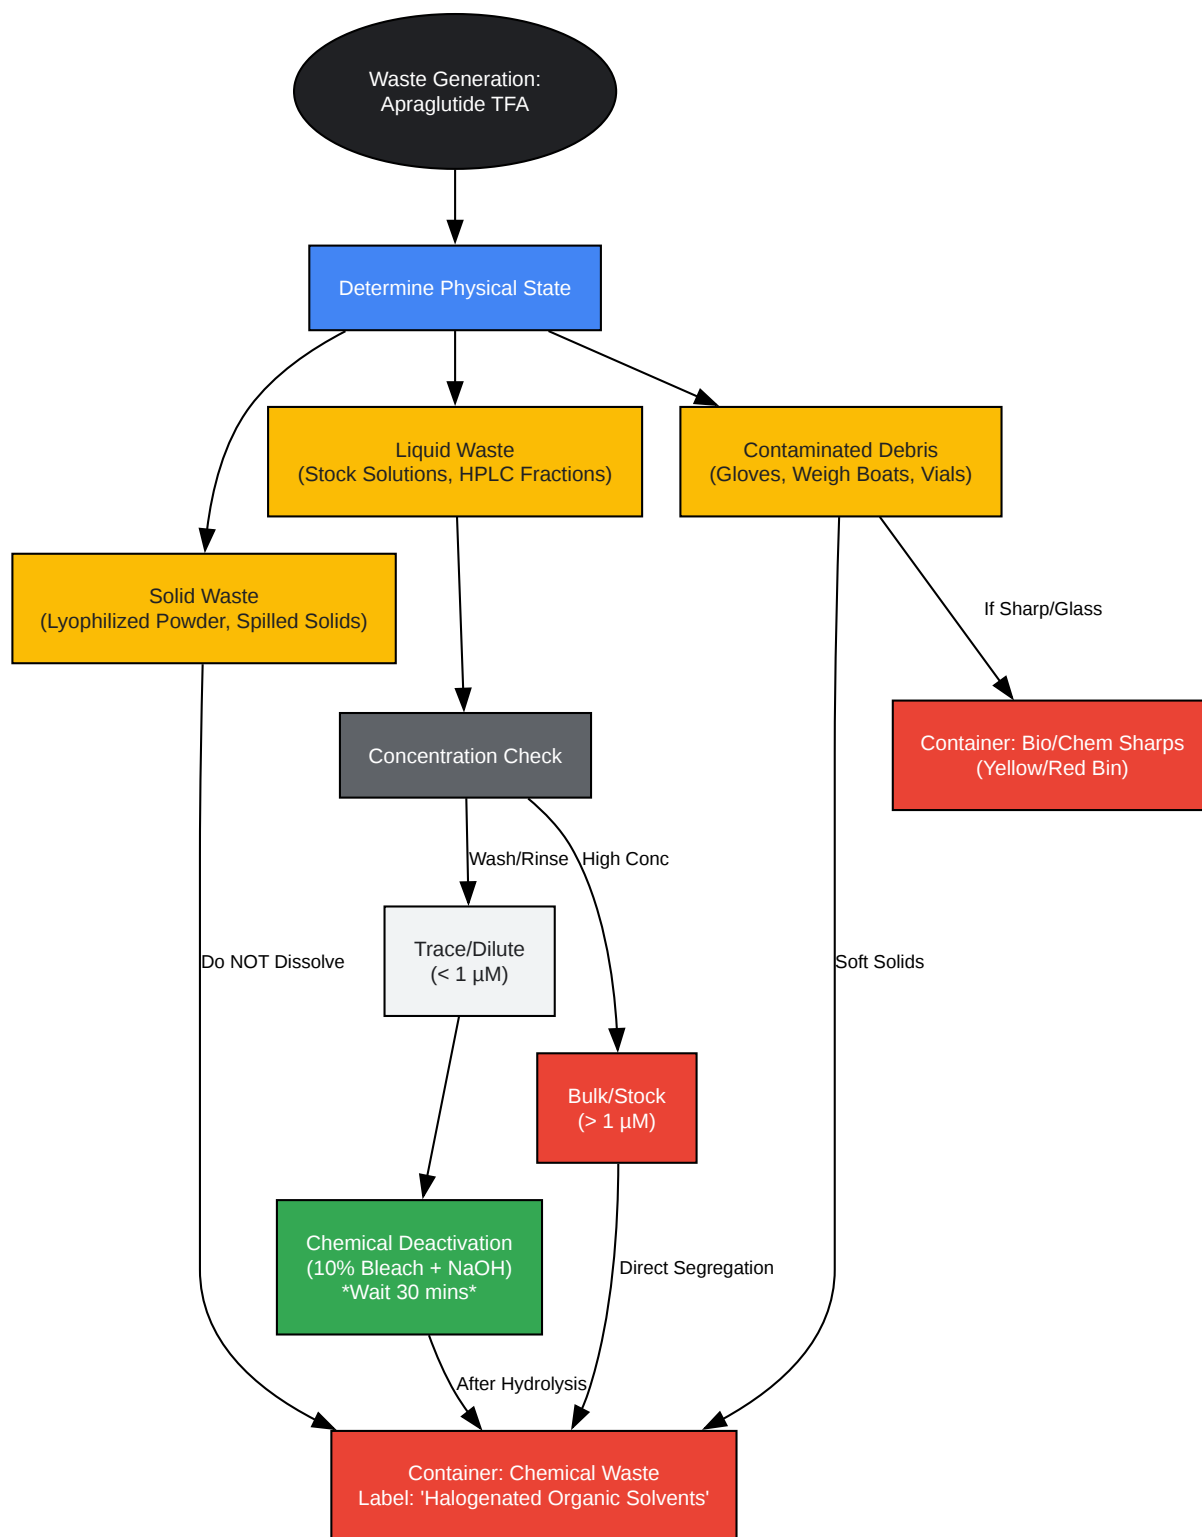 Waste Generation:
Apraglutide TFA
Determine Physical State
Liquid Waste
(Stock Solutions, HPLC Fractions)
Contaminated Debris
(Gloves, Weigh Boats, Vials)
Solid Waste
(Lyophilized Powder, Spilled Solids)
If Sharp/Glass
Concentration Check
Container: Bio/Chem Sharps
(Yellow/Red Bin)
Wash/Rinse
High Conc
Trace/Dilute
(< 1 µM)
Do NOT Dissolve
Soft Solids
Bulk/Stock
(> 1 µM)
Chemical Deactivation
(10% Bleach + NaOH)
*Wait 30 mins*
Direct Segregation
After Hydrolysis
Container: Chemical Waste
Label: 'Halogenated Organic Solvents'